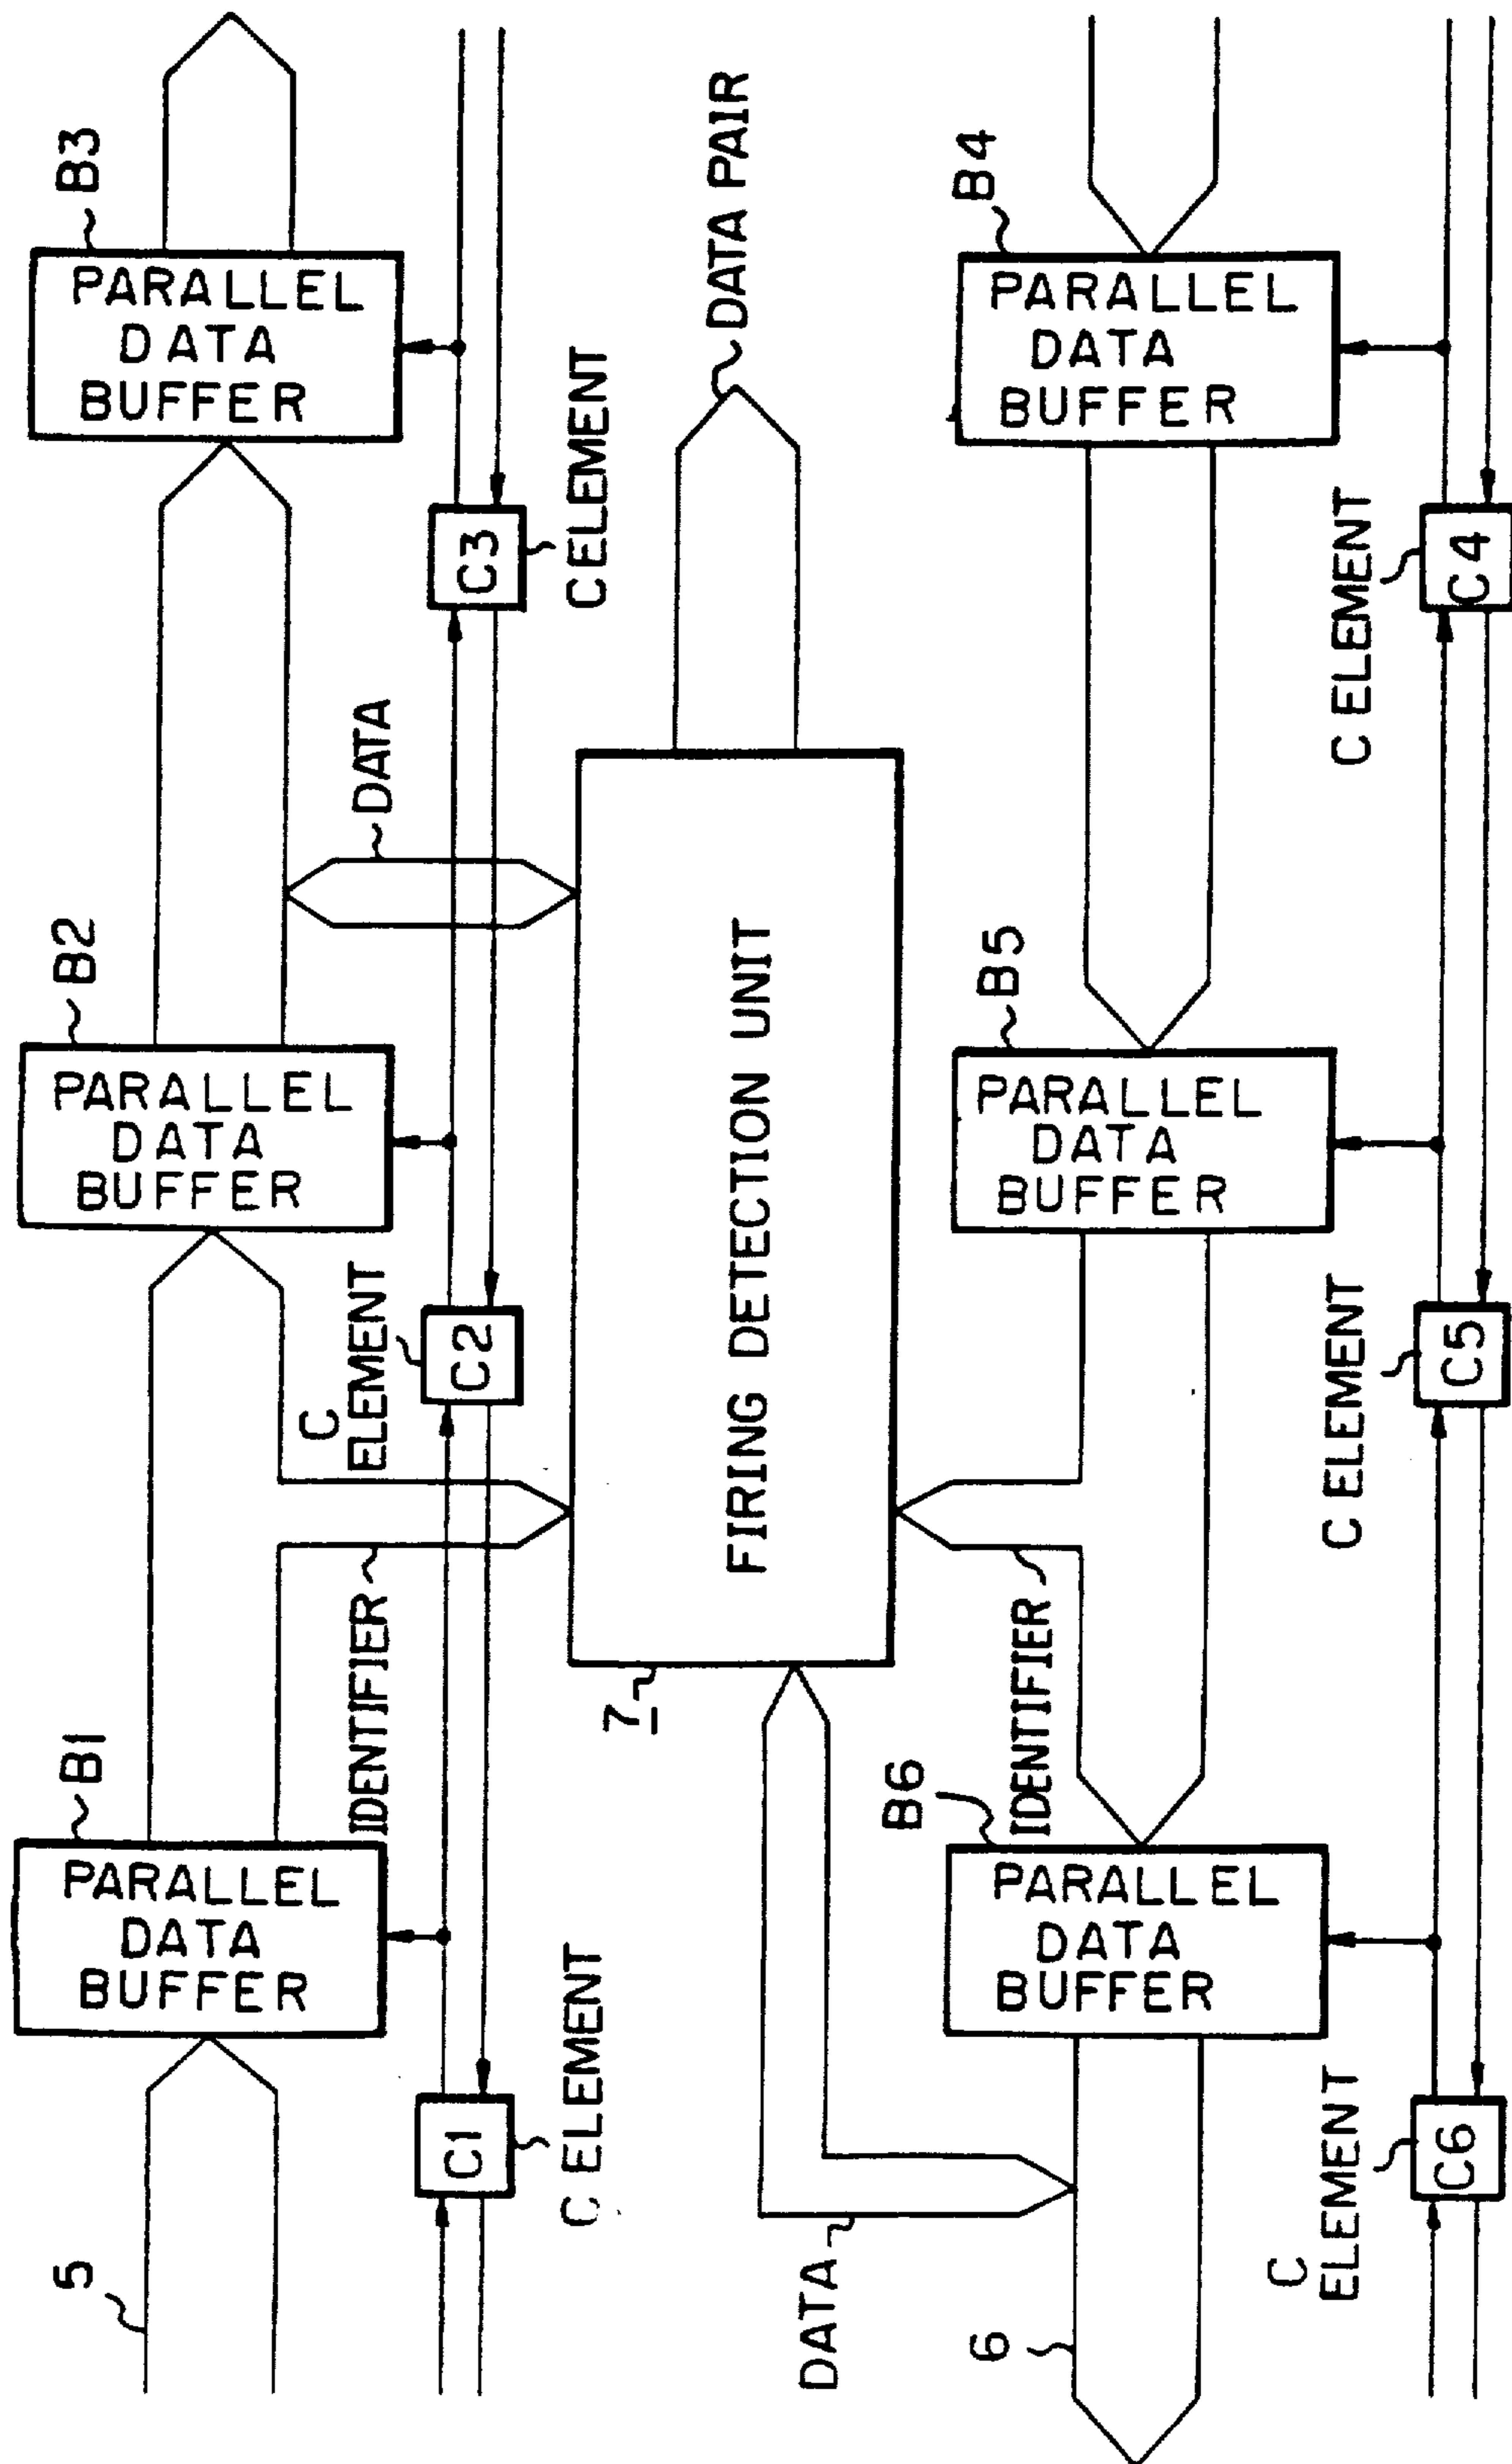 5
PARALLEL
DATA
BUFFER
B1
PARALLEL
DATA
BUFFER
B2
PARALLEL
DATA
BUFFER
B3
C1
C ELEMENT
IDENTIFIER
C2
C
ELEMENT
DATA
C3
C ELEMENT
7
FIRING DETECTION UNIT
DATA PAIR
DATA
6
PARALLEL
DATA
BUFFER
B6
IDENTIFIER
PARALLEL
DATA
BUFFER
B5
PARALLEL
DATA
BUFFER
B4
C
ELEMENT
C6
C ELEMENT
C5
C ELEMENT
C4